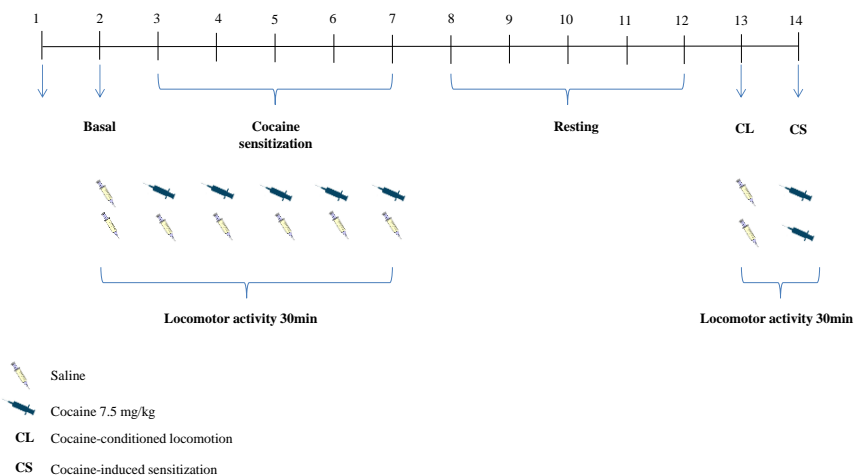 1 2 3 4 5 6 7 8 9 10 11 12 13 14
Basal Cocaine Resting CL CS
sensitization
Locomotor activity 30min Locomotor activity 30min
Saline
Cocaine 7.5 mg/kg
CL Cocaine-conditioned locomotion
CS Cocaine-induced sensitization